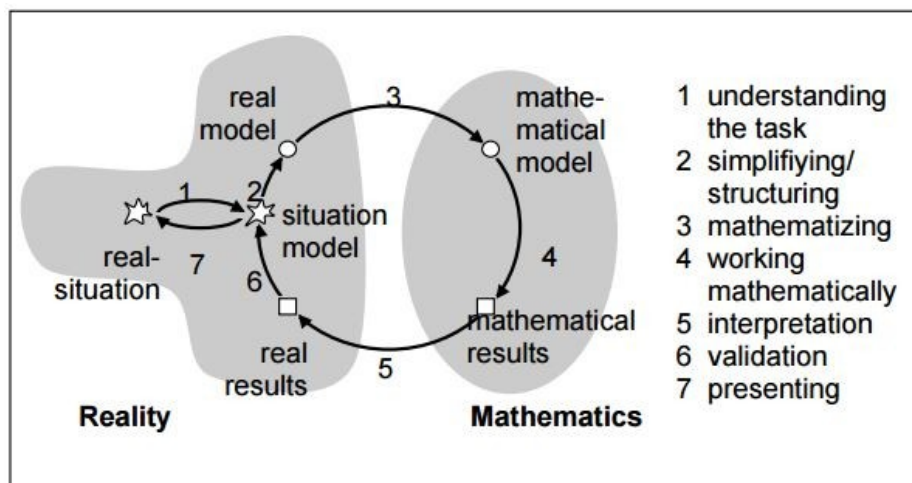 real
model
3
mathe-
matical
model
1
2
situation
model
real-
situation
7
6
4
real
results
5
mathematical
results
Reality
Mathematics
1 understanding
the task
2 simplifiying/
structuring
3 mathematizing
4 working
mathematically
5 interpretation
6 validation
7 presenting